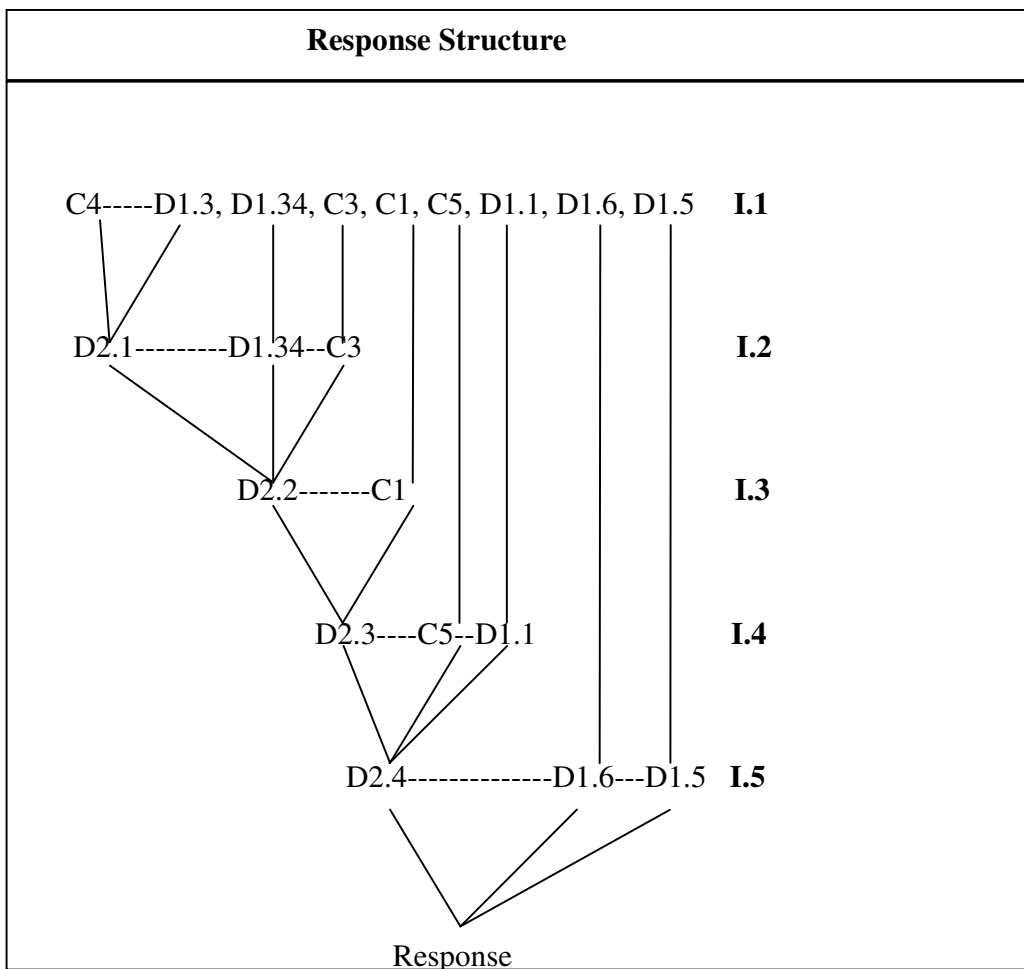 Response Structure
C4-----D1.3, D1.34, C3, C1, C5, D1.1, D1.6, D1.5 I.1
D2.1---------D1.34--C3 I.2
D2.2-------C1 I.3
D2.3----C5--D1.1 I.4
D2.4--------------D1.6---D1.5 I.5
Response